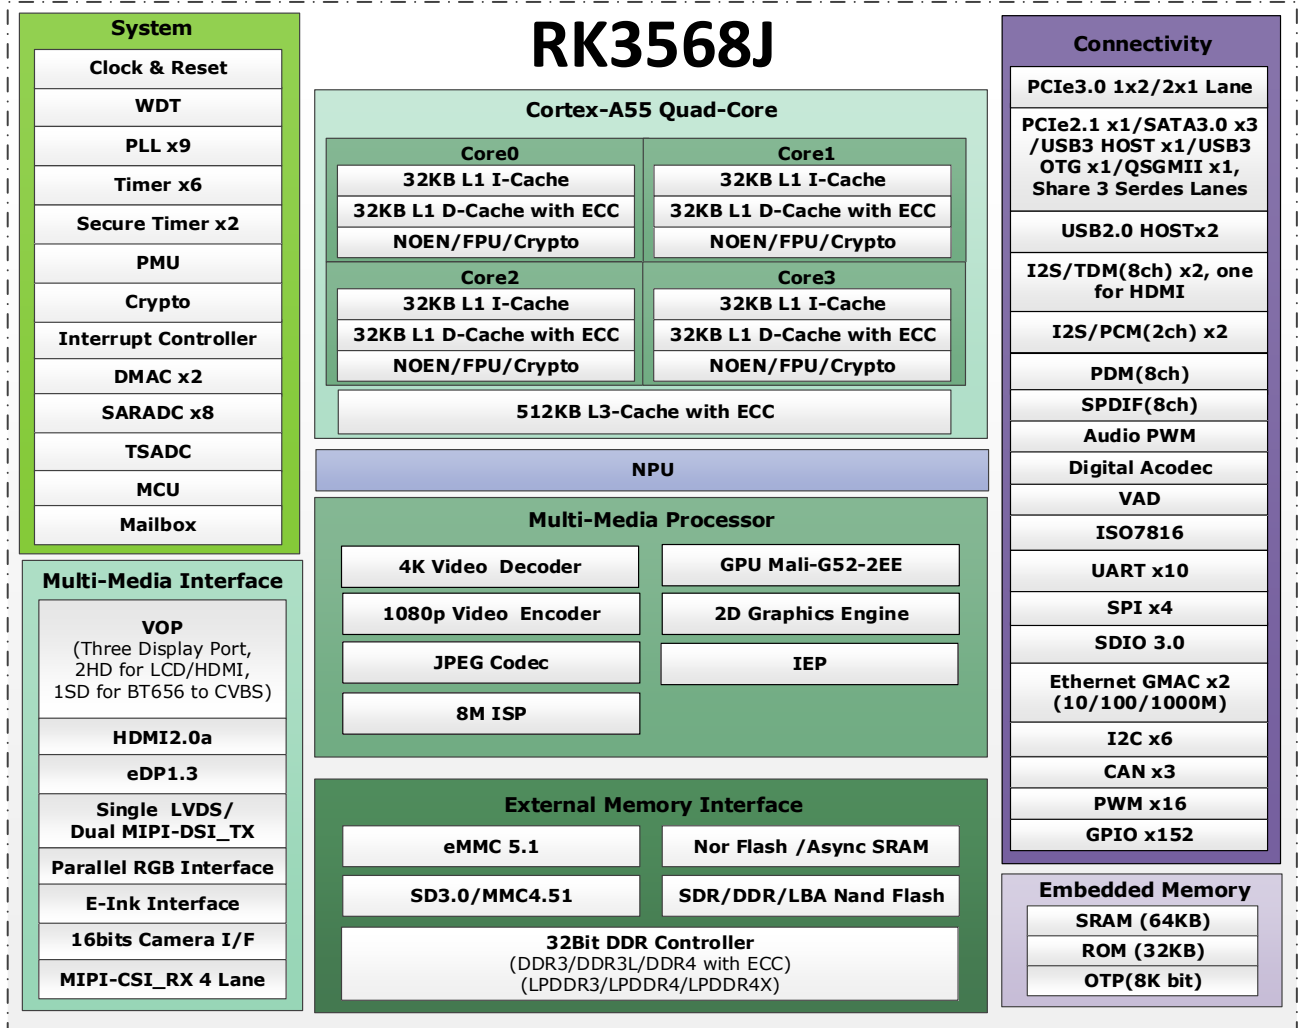 RK3568J
System
Clock & Reset
WDT
PLL x9
Timer x6
Secure Timer x2
PMU
Crypto
Interrupt Controller
DMAC x2
SARADC x8
TSADC
MCU
Mailbox
Multi-Media Interface
VOP
(Three Display Port,
2HD for LCD/HDMI,
1SD for BT656 to CVBS)
HDMI2.0a
eDP1.3
Single LVDS/
Dual MIPI-DSI_TX
Parallel RGB Interface
E-Ink Interface
16bits Camera I/F
MIPI-CSI_RX 4 Lane
Cortex-A55 Quad-Core
Core0
32KB L1 I-Cache
32KB L1 D-Cache with ECC
NOEN/FPU/Crypto
Core1
32KB L1 I-Cache
32KB L1 D-Cache with ECC
NOEN/FPU/Crypto
Core2
32KB L1 I-Cache
32KB L1 D-Cache with ECC
NOEN/FPU/Crypto
Core3
32KB L1 I-Cache
32KB L1 D-Cache with ECC
NOEN/FPU/Crypto
512KB L3-Cache with ECC
NPU
Multi-Media Processor
4K Video Decoder
1080p Video Encoder
JPEG Codec
8M ISP
GPU Mali-G52-2EE
2D Graphics Engine
IEP
External Memory Interface
eMMC 5.1
Nor Flash /Async SRAM
SD3.0/MMC4.51
SDR/DDR/LBA Nand Flash
32Bit DDR Controller
(DDR3/DDR3L/DDR4 with ECC)
(LPDDR3/LPDDR4/LPDDR4X)
Connectivity
PCIe3.0 1x2/2x1 Lane
PCIe2.1 x1/SATA3.0 x3
/USB3 HOST x1/USB3
OTG x1/QSGMII x1,
Share 3 Serdes Lanes
USB2.0 HOSTx2
I2S/TDM(8ch) x2, one
for HDMI
I2S/PCM(2ch) x2
PDM(8ch)
SPDIF(8ch)
Audio PWM
Digital Acodec
VAD
ISO7816
UART x10
SPI x4
SDIO 3.0
Ethernet GMAC x2
(10/100/1000M)
I2C x6
CAN x3
PWM x16
GPIO x152
Embedded Memory
SRAM (64KB)
ROM (32KB)
OTP(8K bit)